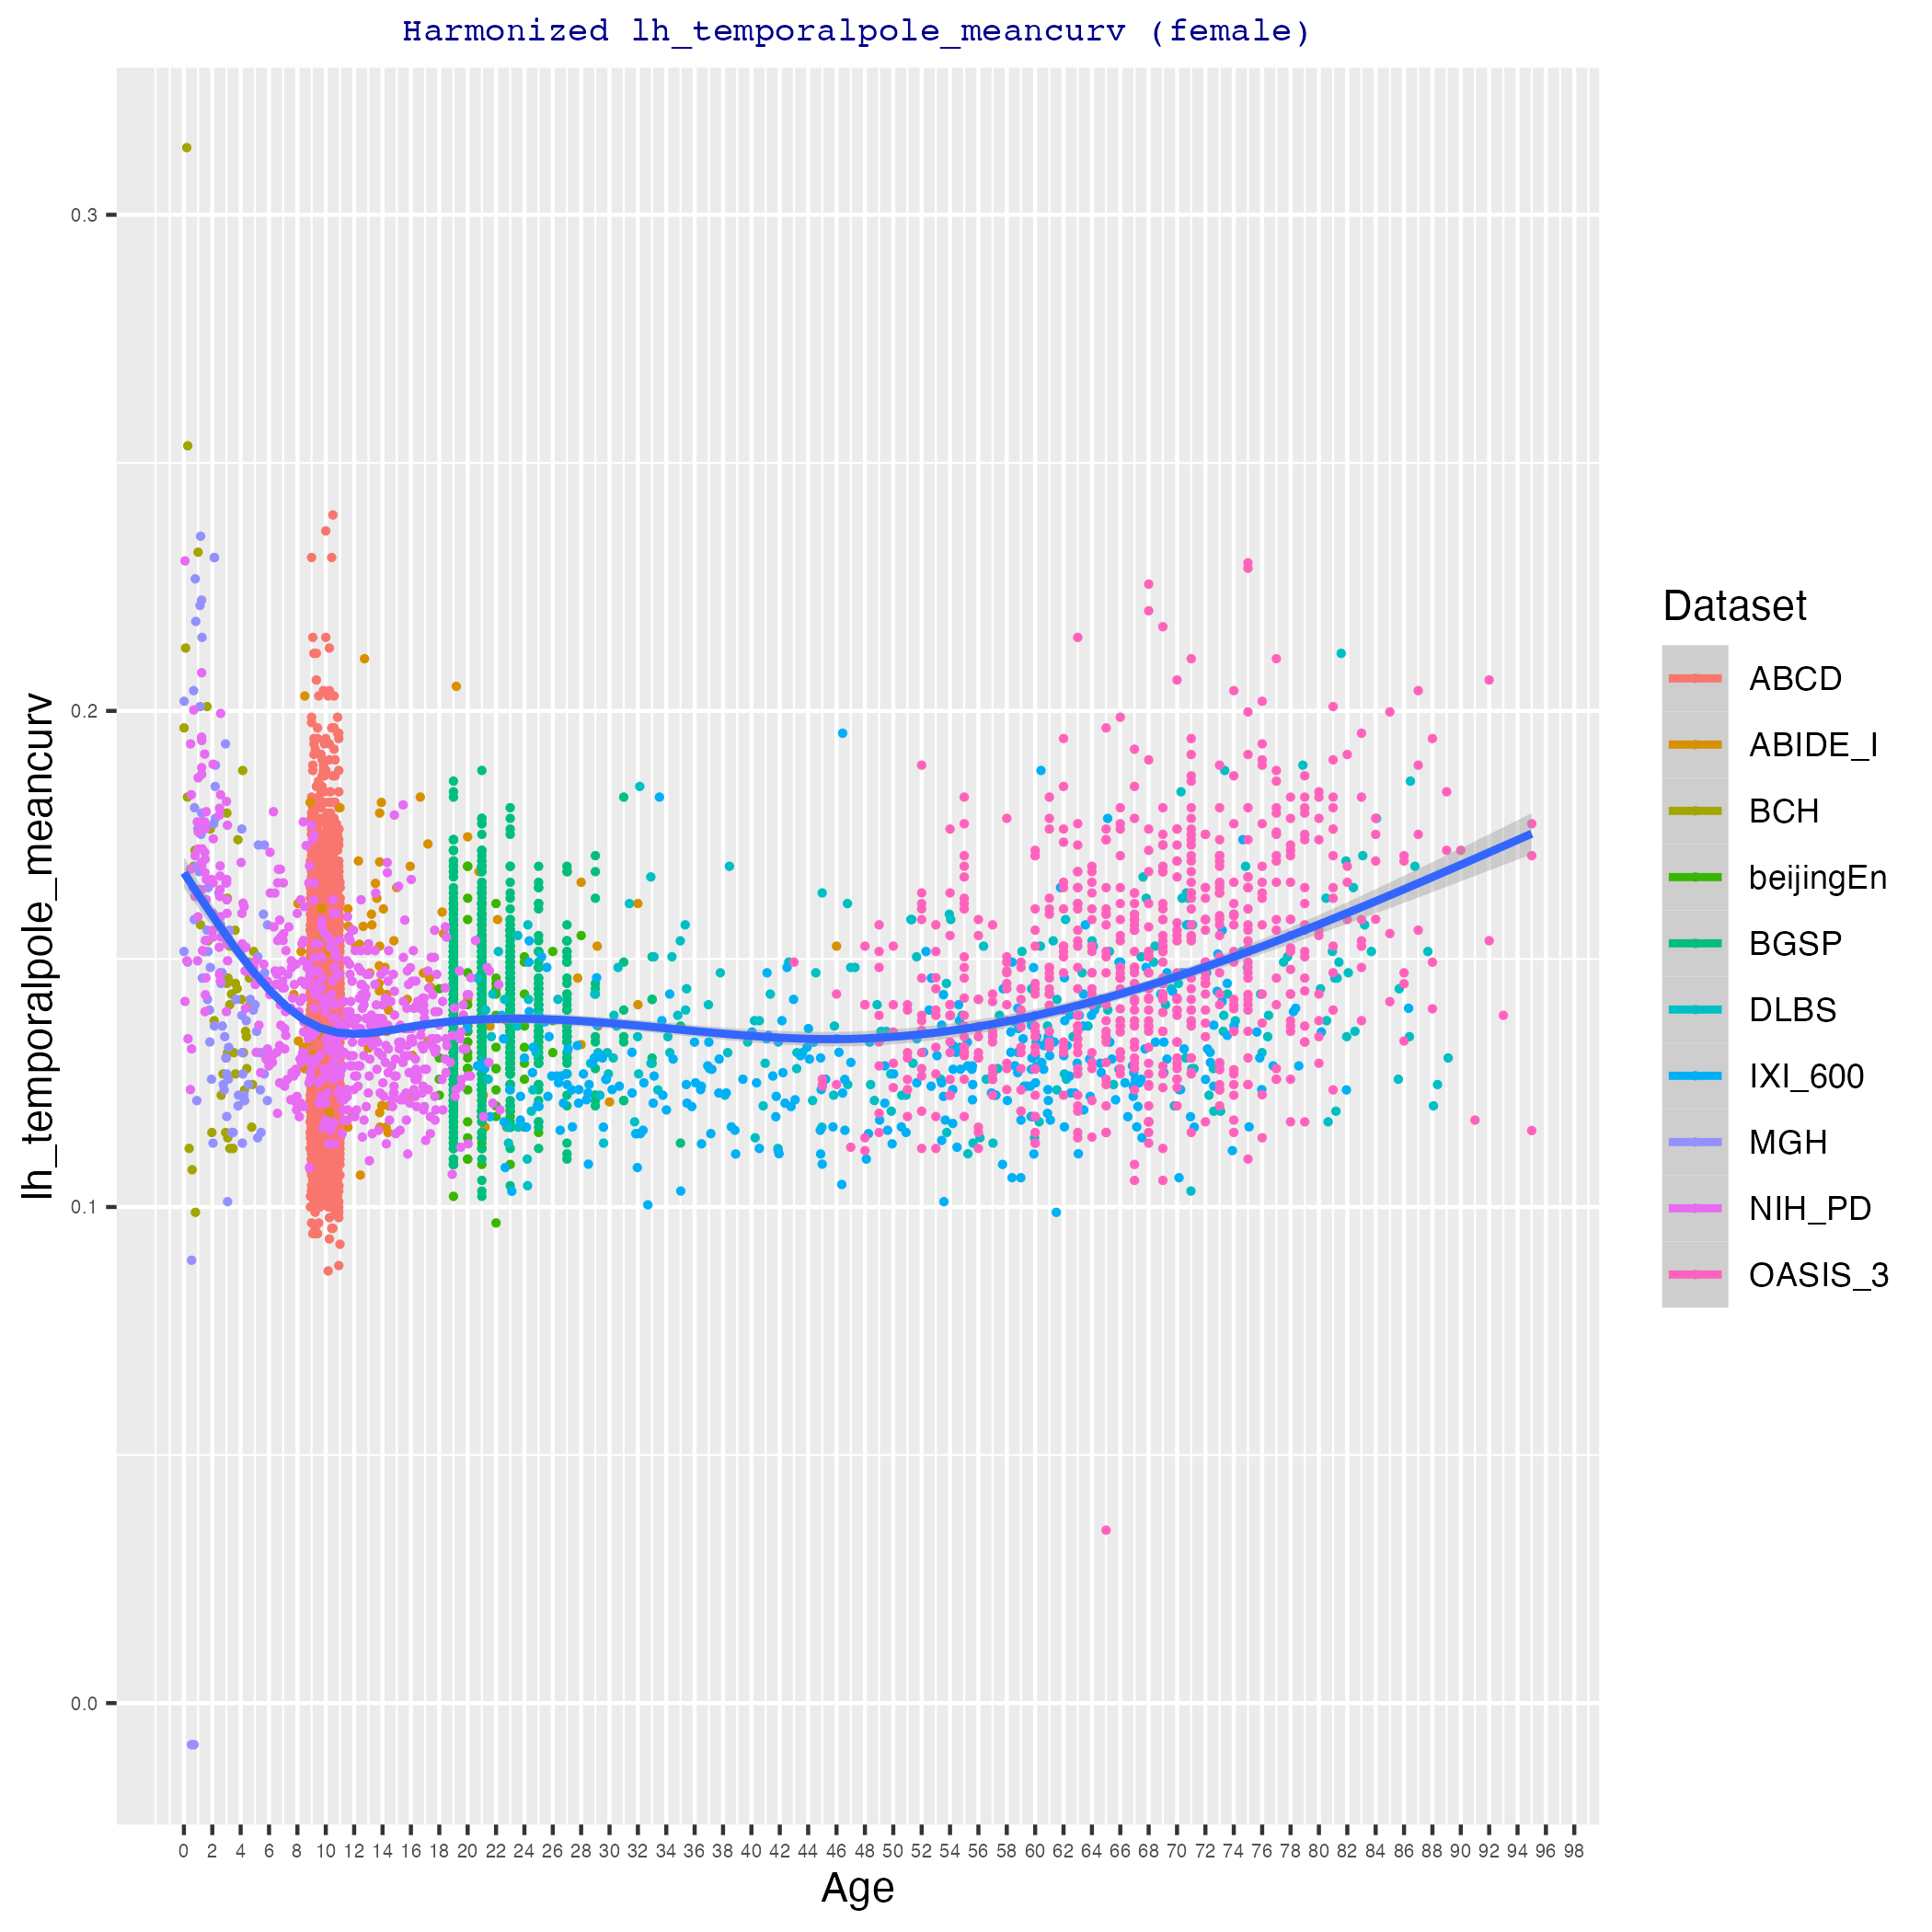 Harmonized lh_temporalpole_meancurv (female)
lh_temporalpole_meancurv
0.3
0.2
0.1
0.0
0 2 4 6 8 10 12 14 16 18 20 22 24 26 28 30 32 34 36 38 40 42 44 46 48 50 52 54 56 58 60 62 64 66 68 70 72 74 76 78 80 82 84 86 88 90 92 94 96 98
Age
Dataset
ABCD
ABIDE_I
BCH
beijingEn
BGSP
DLBS
IXI_600
MGH
NIH_PD
OASIS_3